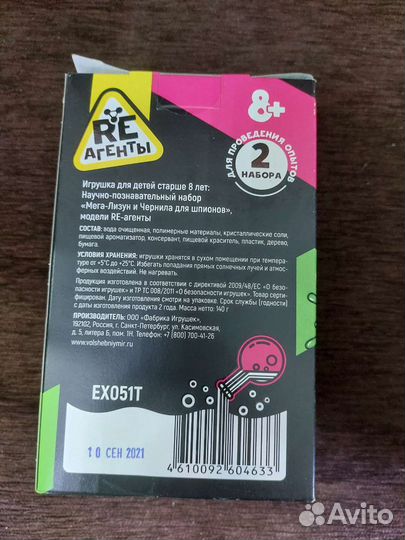 RE
АГЕНТЫ
8+
ДЛЯ ПРОВЕДЕНИЯ ОПЫТОВ
2
НАБОРА
Игрушка для детей старше 8 лет:
Научно-познавательный набор
«Мега-Лизун и Чернила для шпионов»,
модели RE-агенты
СОСТАВ: вода очищенная, полимерные материалы, кристаллические соли,
пищевой ароматизатор, консервант, пищевой краситель, пластик, дерево,
бумага.
УСЛОВИЯ ХРАНЕНИЯ: игрушки хранятся в сухом помещении при темпера-
туре от +5°С до +25°С. Избегать попадания прямых солнечных лучей и атмос-
ферных воздействий. Не нагревать.
Продукция изготовлена в соответствии с директивой 2009/48/ЕС «О безо-
пасности игрушек» и ТР ТС 008/2011 «О безопасности игрушек». Товар серти-
фицирован. Дату изготовления смотри на упаковке. Срок службы (годности)
с даты изготовления продукта 2 года. Масса нетто: 140 г
ПРОИЗВОДИТЕЛЬ: ООО «Фабрика Игрушек»,
192102, Россия, г. Санкт-Петербург, ул. Касимовская,
д. 5, литера Б, пом. 1Н. Телефон: +7 (800) 700-41-26
www.volshebniymir.ru
EX051T
10 СЕН 2021
4610092604633
Avito